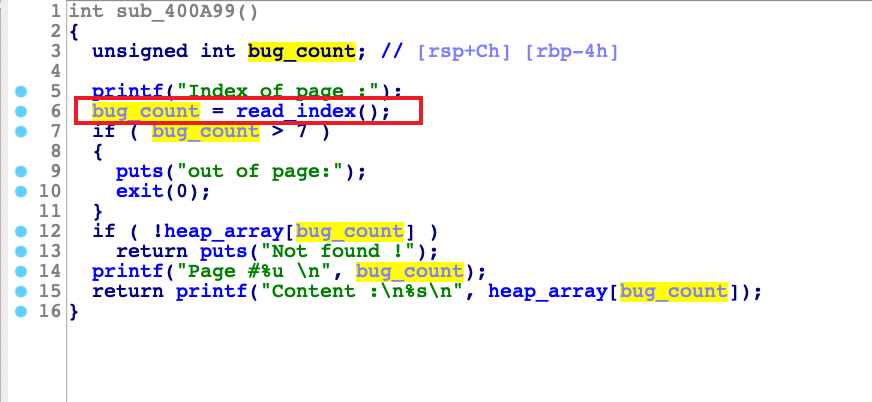 1 int sub_400A99()
2 {
3 unsigned int bug_count; // [rsp+Ch] [rbp-4h]
4
5 printf("Index of page :");
6 bug_count = read_index();
7 if ( bug_count > 7 )
8 {
9 puts("out of page:");
10 exit(0);
11 }
12 if ( !heap_array[bug_count] )
13 return puts("Not found !");
14 printf("Page #%u \n", bug_count);
15 return printf("Content :\n%s\n", heap_array[bug_count]);
16 }